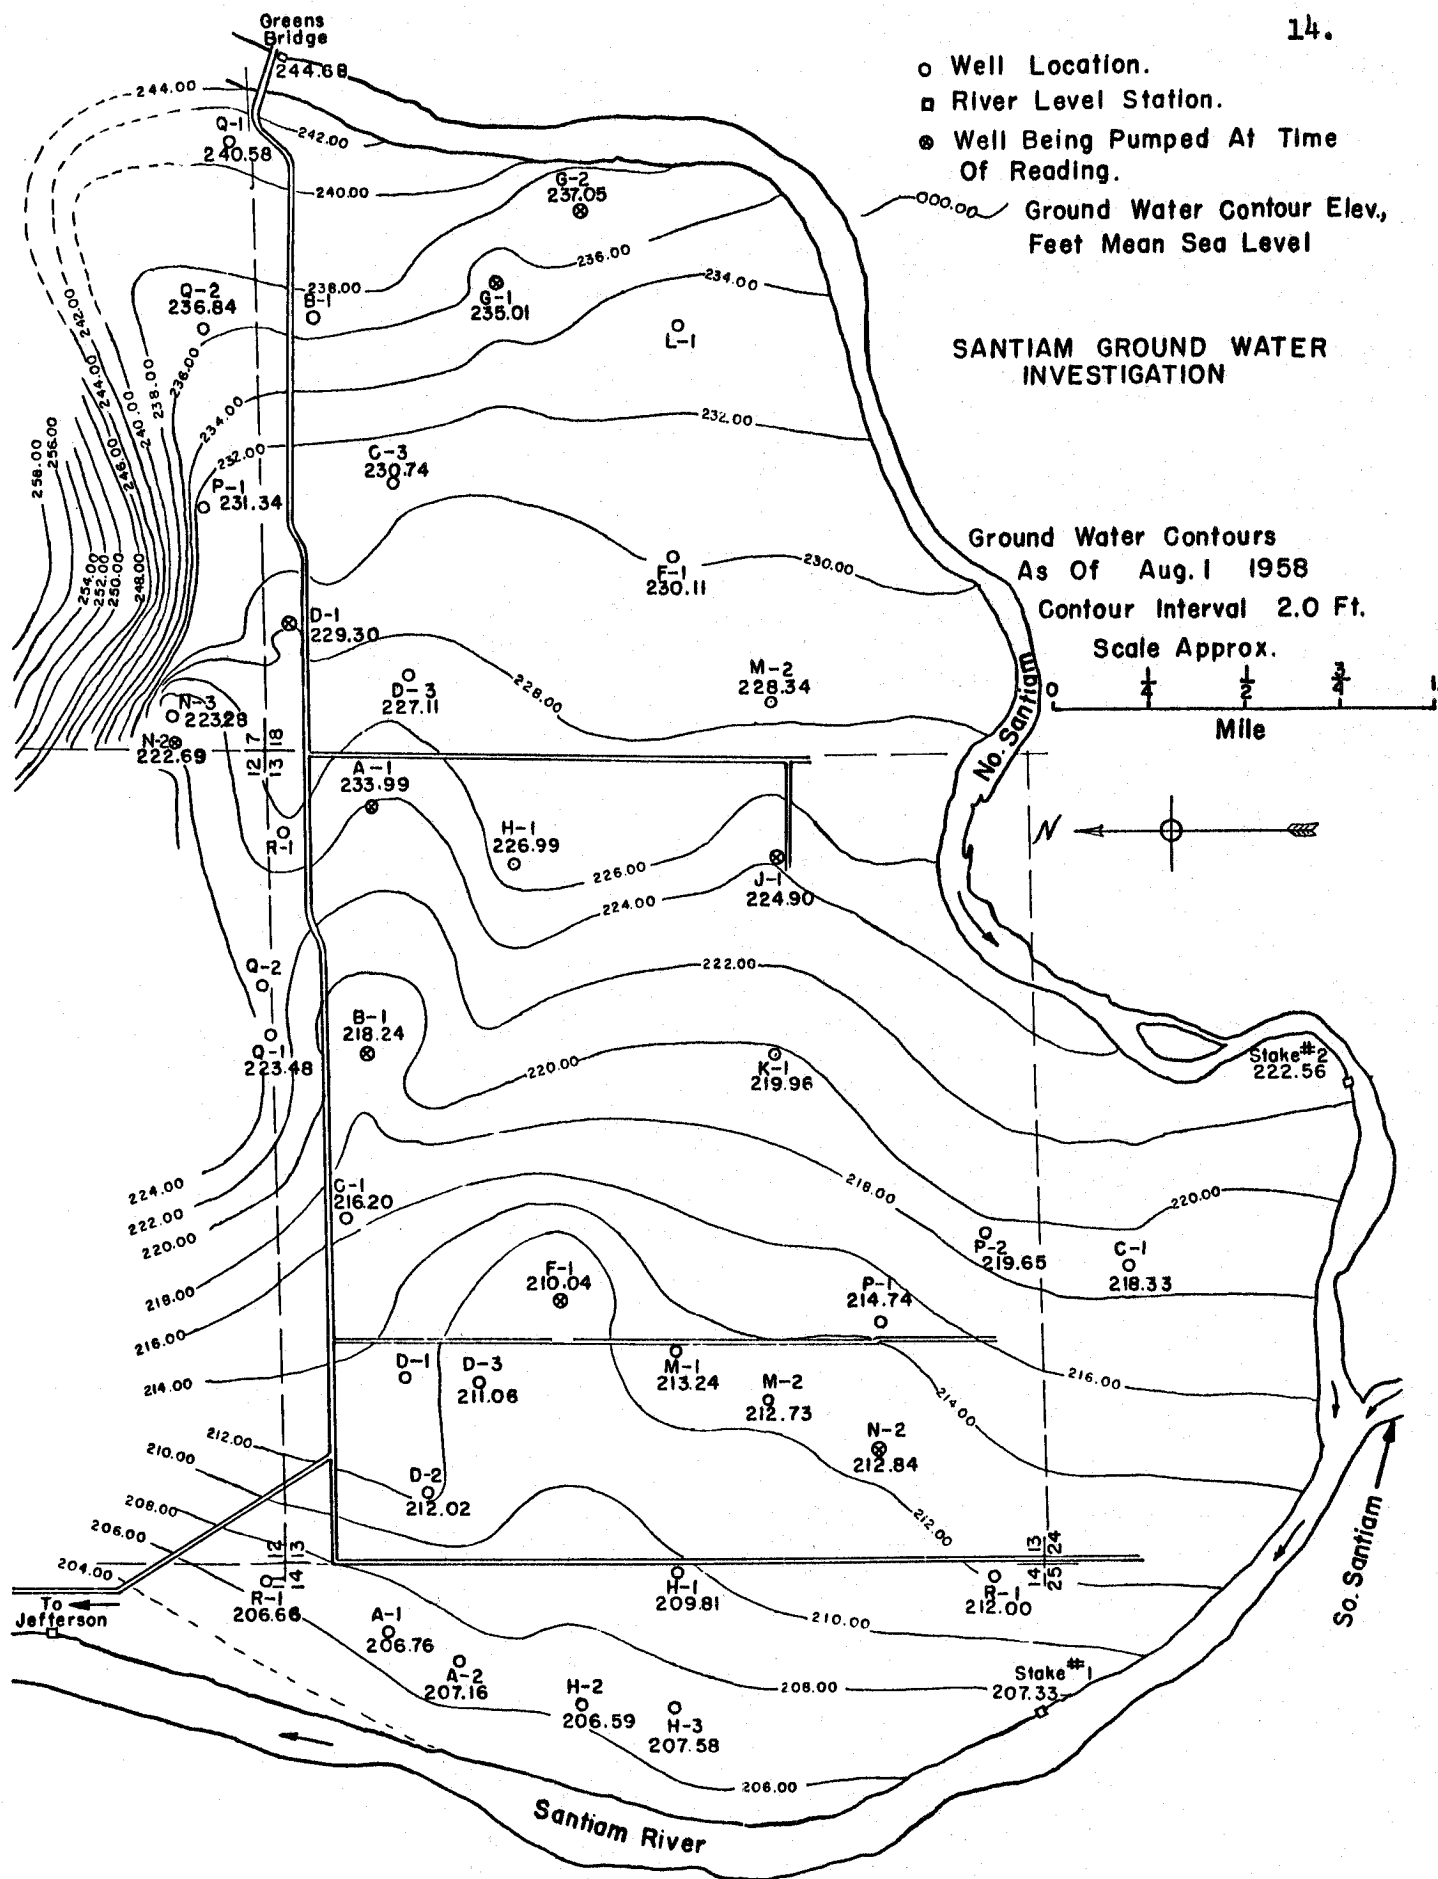 14.
Greens
Bridge
244.68
○ Well Location.
□ River Level Station.
⊗ Well Being Pumped At Time
Of Reading.
000.00 Ground Water Contour Elev.,
Feet Mean Sea Level
SANTIAM GROUND WATER
INVESTIGATION
Ground Water Contours
As Of Aug. 1 1958
Contour Interval 2.0 Ft.
Scale Approx.
0 1/4 1/2 3/4 1
Mile
N
244.00
242.00
Q-1
240.58
240.00
G-2
237.05
236.00
238.00
234.00
Q-2
236.84
B-1
G-1
235.01
L-1
242.00
244.00
246.00
240.00
238.00
236.00
234.00
232.00
232.00
258.00
256.00
C-3
230.74
P-1
231.34
254.00
252.00
250.00
248.00
F-1
230.11
230.00
D-1
229.30
228.00
D-3
227.11
M-2
228.34
No. Santiam
N-3
223.28
N-2
222.69
7
18
12
13
A-1
233.99
R-1
H-1
226.99
226.00
224.00
J-1
224.90
Q-2
222.00
B-1
218.24
Q-1
223.48
220.00
K-1
219.96
Stake #2
222.56
224.00
222.00
220.00
218.00
216.00
214.00
C-1
216.20
218.00
220.00
P-2
219.65
C-1
218.33
F-1
210.04
P-1
214.74
D-1
D-3
211.06
M-1
213.24
M-2
212.73
216.00
214.00
N-2
212.84
212.00
210.00
D-2
212.02
208.00
206.00
204.00
212.00
12
13
11
14
13
24
14
25
So. Santiam
To
Jefferson
R-1
206.66
H-1
209.81
R-1
212.00
A-1
206.76
210.00
A-2
207.16
H-2
206.59
H-3
207.58
208.00
Stake #1
207.33
206.00
Santiam River